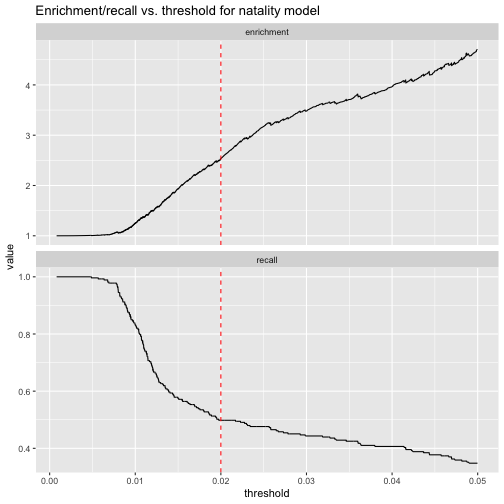 Enrichment/recall vs. threshold for natality model
enrichment
4
3
2
1
value
recall
1.0
0.8
0.6
0.4
0.00 0.01 0.02 0.03 0.04 0.05
threshold